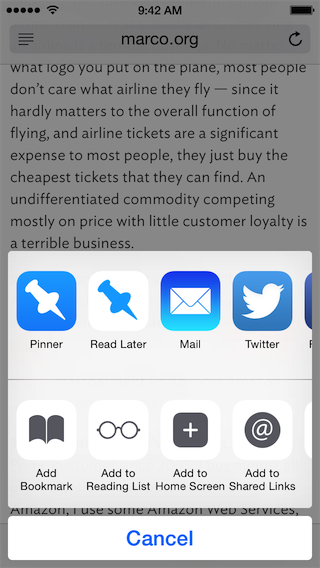 9:42 AM
marco.org
what logo you put on the plane, most people
don’t care what airline they fly — since it
hardly matters to the overall function of
flying, and airline tickets are a significant
expense to most people, they just buy the
cheapest tickets that they can find. An
undifferentiated commodity competing
mostly on price with little customer loyalty is
a terrible business.
Pinner
Read Later
Mail
Twitter
Add
Bookmark
Add to
Reading List
Add to
Home Screen
Add to
Shared Links
Amazon, I use some Amazon Web Services,
Cancel